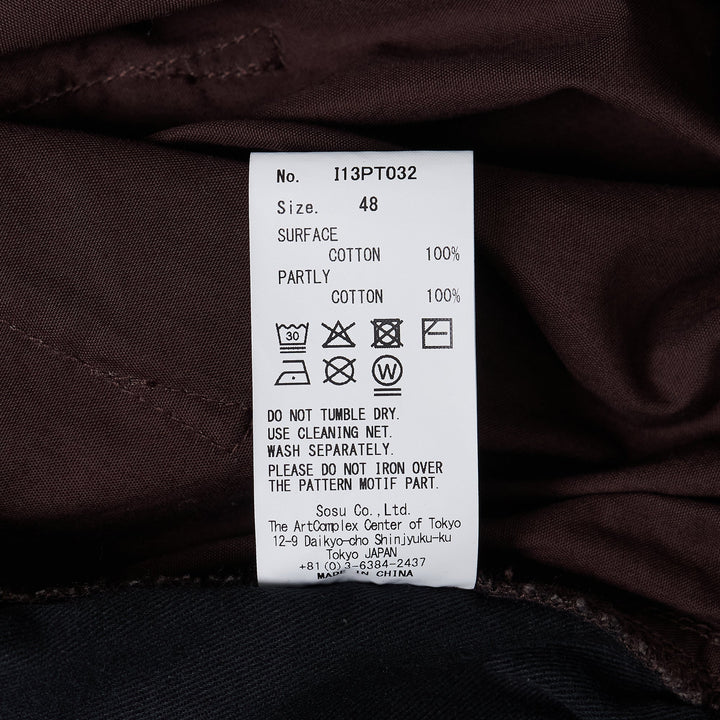 No. I13PT032
Size. 48
SURFACE
COTTON 100%
PARTLY
COTTON 100%
30
W
DO NOT TUMBLE DRY.
USE CLEANING NET.
WASH SEPARATELY.
PLEASE DO NOT IRON OVER
THE PATTERN MOTIF PART.
Sosu Co.,Ltd.
The ArtComplex Center of Tokyo
12-9 Daikyo-cho Shinjyuku-ku
Tokyo JAPAN
+81(0)3-6384-2437
MADE IN CHINA